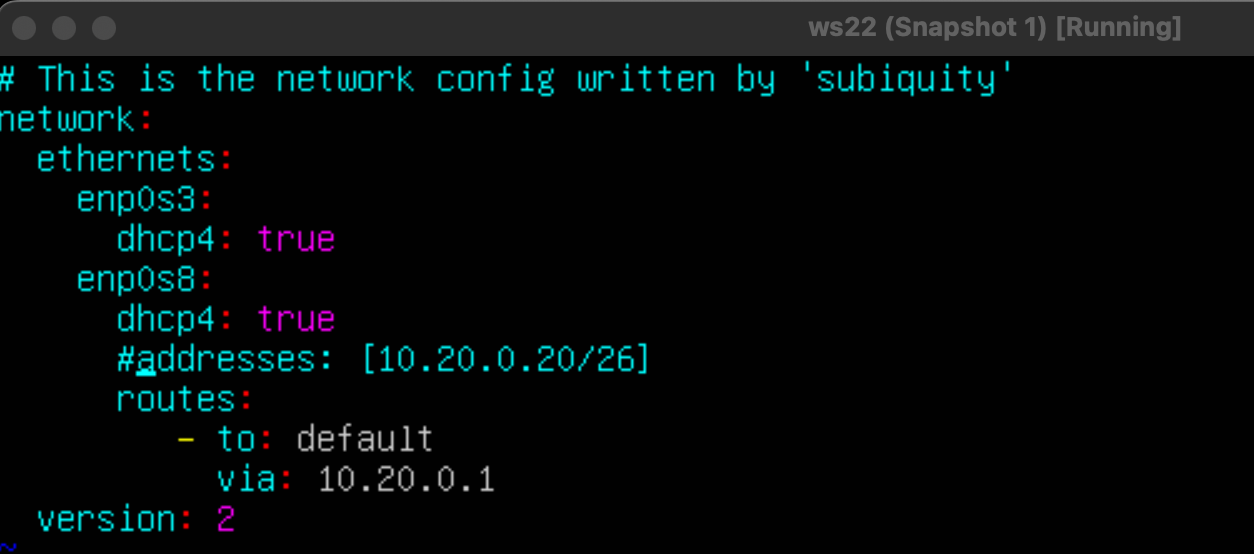 ws22 (Snapshot 1) [Running]
# This is the network config written by 'subiquity'
network:
  ethernets:
    enp0s3:
      dhcp4: true
    enp0s8:
      dhcp4: true
      #addresses: [10.20.0.20/26]
      routes:
         - to: default
           via: 10.20.0.1
  version: 2
~